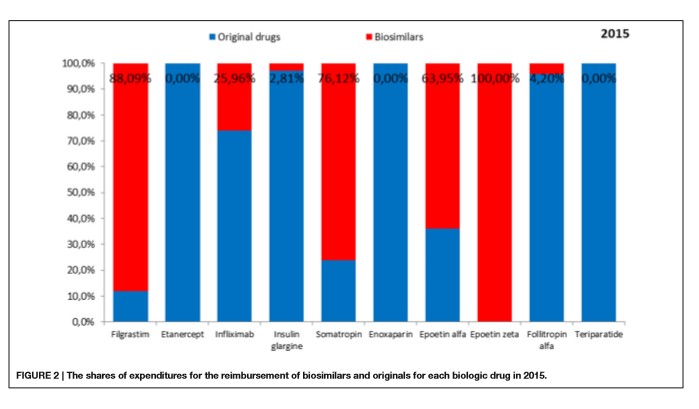 Original drugs Biosimilars 2015
100,0%
88,09% 0,00% 25,96% 2,81% 76,12% 0,00% 63,95% 100,00% 4,20% 0,00%
90,0%
80,0%
70,0%
60,0%
50,0%
40,0%
30,0%
20,0%
10,0%
0,0%
Filgrastim Etanercept Infliximab Insulin glargine Somatropin Enoxaparin Epoetin alfa Epoetin zeta Follitropin alfa Teriparatide
FIGURE 2 | The shares of expenditures for the reimbursement of biosimilars and originals for each biologic drug in 2015.